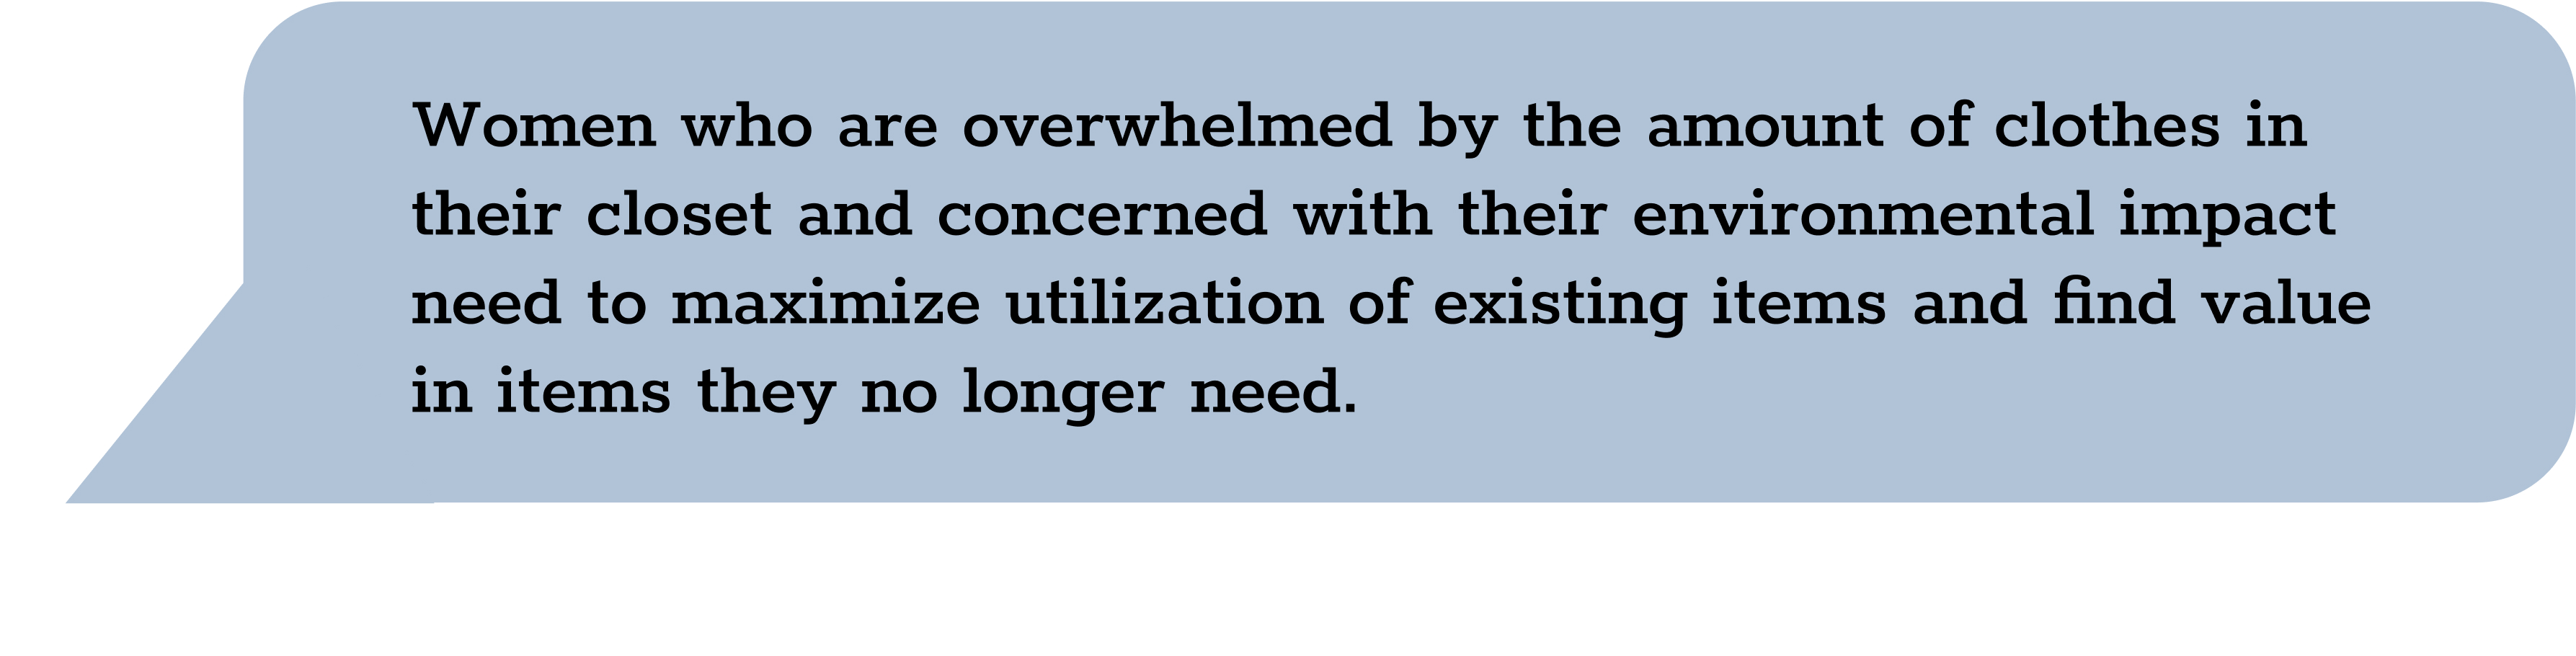 Women who are overwhelmed by the amount of clothes in
their closet and concerned with their environmental impact
need to maximize utilization of existing items and find value
in items they no longer need.